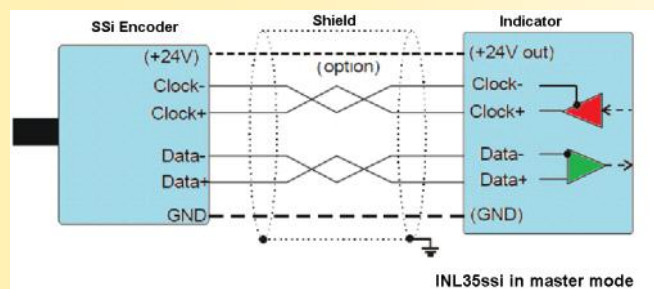 SSi Encoder
Shield
Indicator
(+24V)
(option)
(+24V out)
Clock-
Clock-
Clock+
Clock+
Data-
Data-
Data+
Data+
GND
(GND)
INL35ssi in master mode